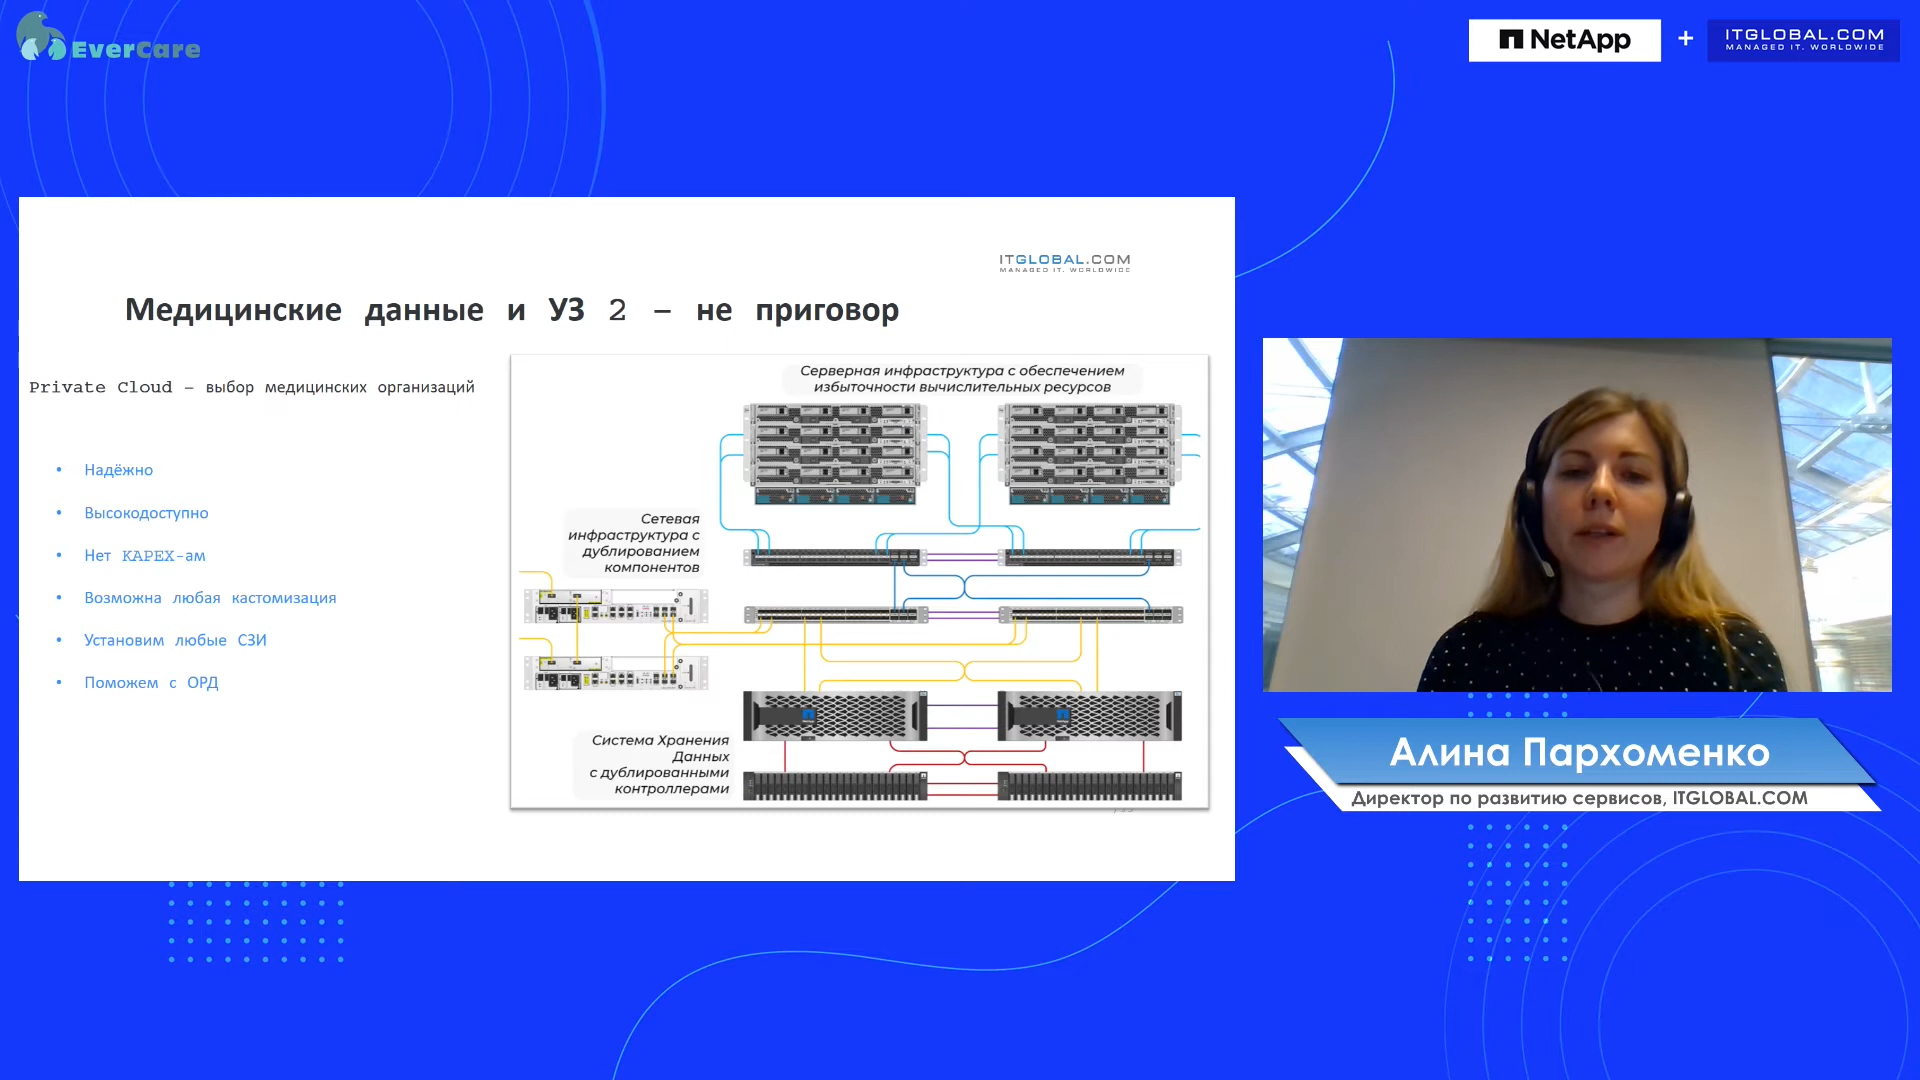 EverCare
NetApp
+
ITGLOBAL.COM
MANAGED IT. WORLDWIDE
ITGLOBAL.COM
MANAGED IT. WORLDWIDE
Медицинские данные и УЗ 2 – не приговор
Private Cloud – выбор медицинских организаций
• Надёжно
• Высокодоступно
• Нет KAPEX-ам
• Возможна любая кастомизация
• Установим любые СЗИ
• Поможем с ОРД
Серверная инфраструктура с обеспечением
избыточности вычислительных ресурсов
Сетевая
инфраструктура с
дублированием
компонентов
Система Хранения
Данных
с дублированными
контроллерами
Алина Пархоменко
Директор по развитию сервисов, ITGLOBAL.COM